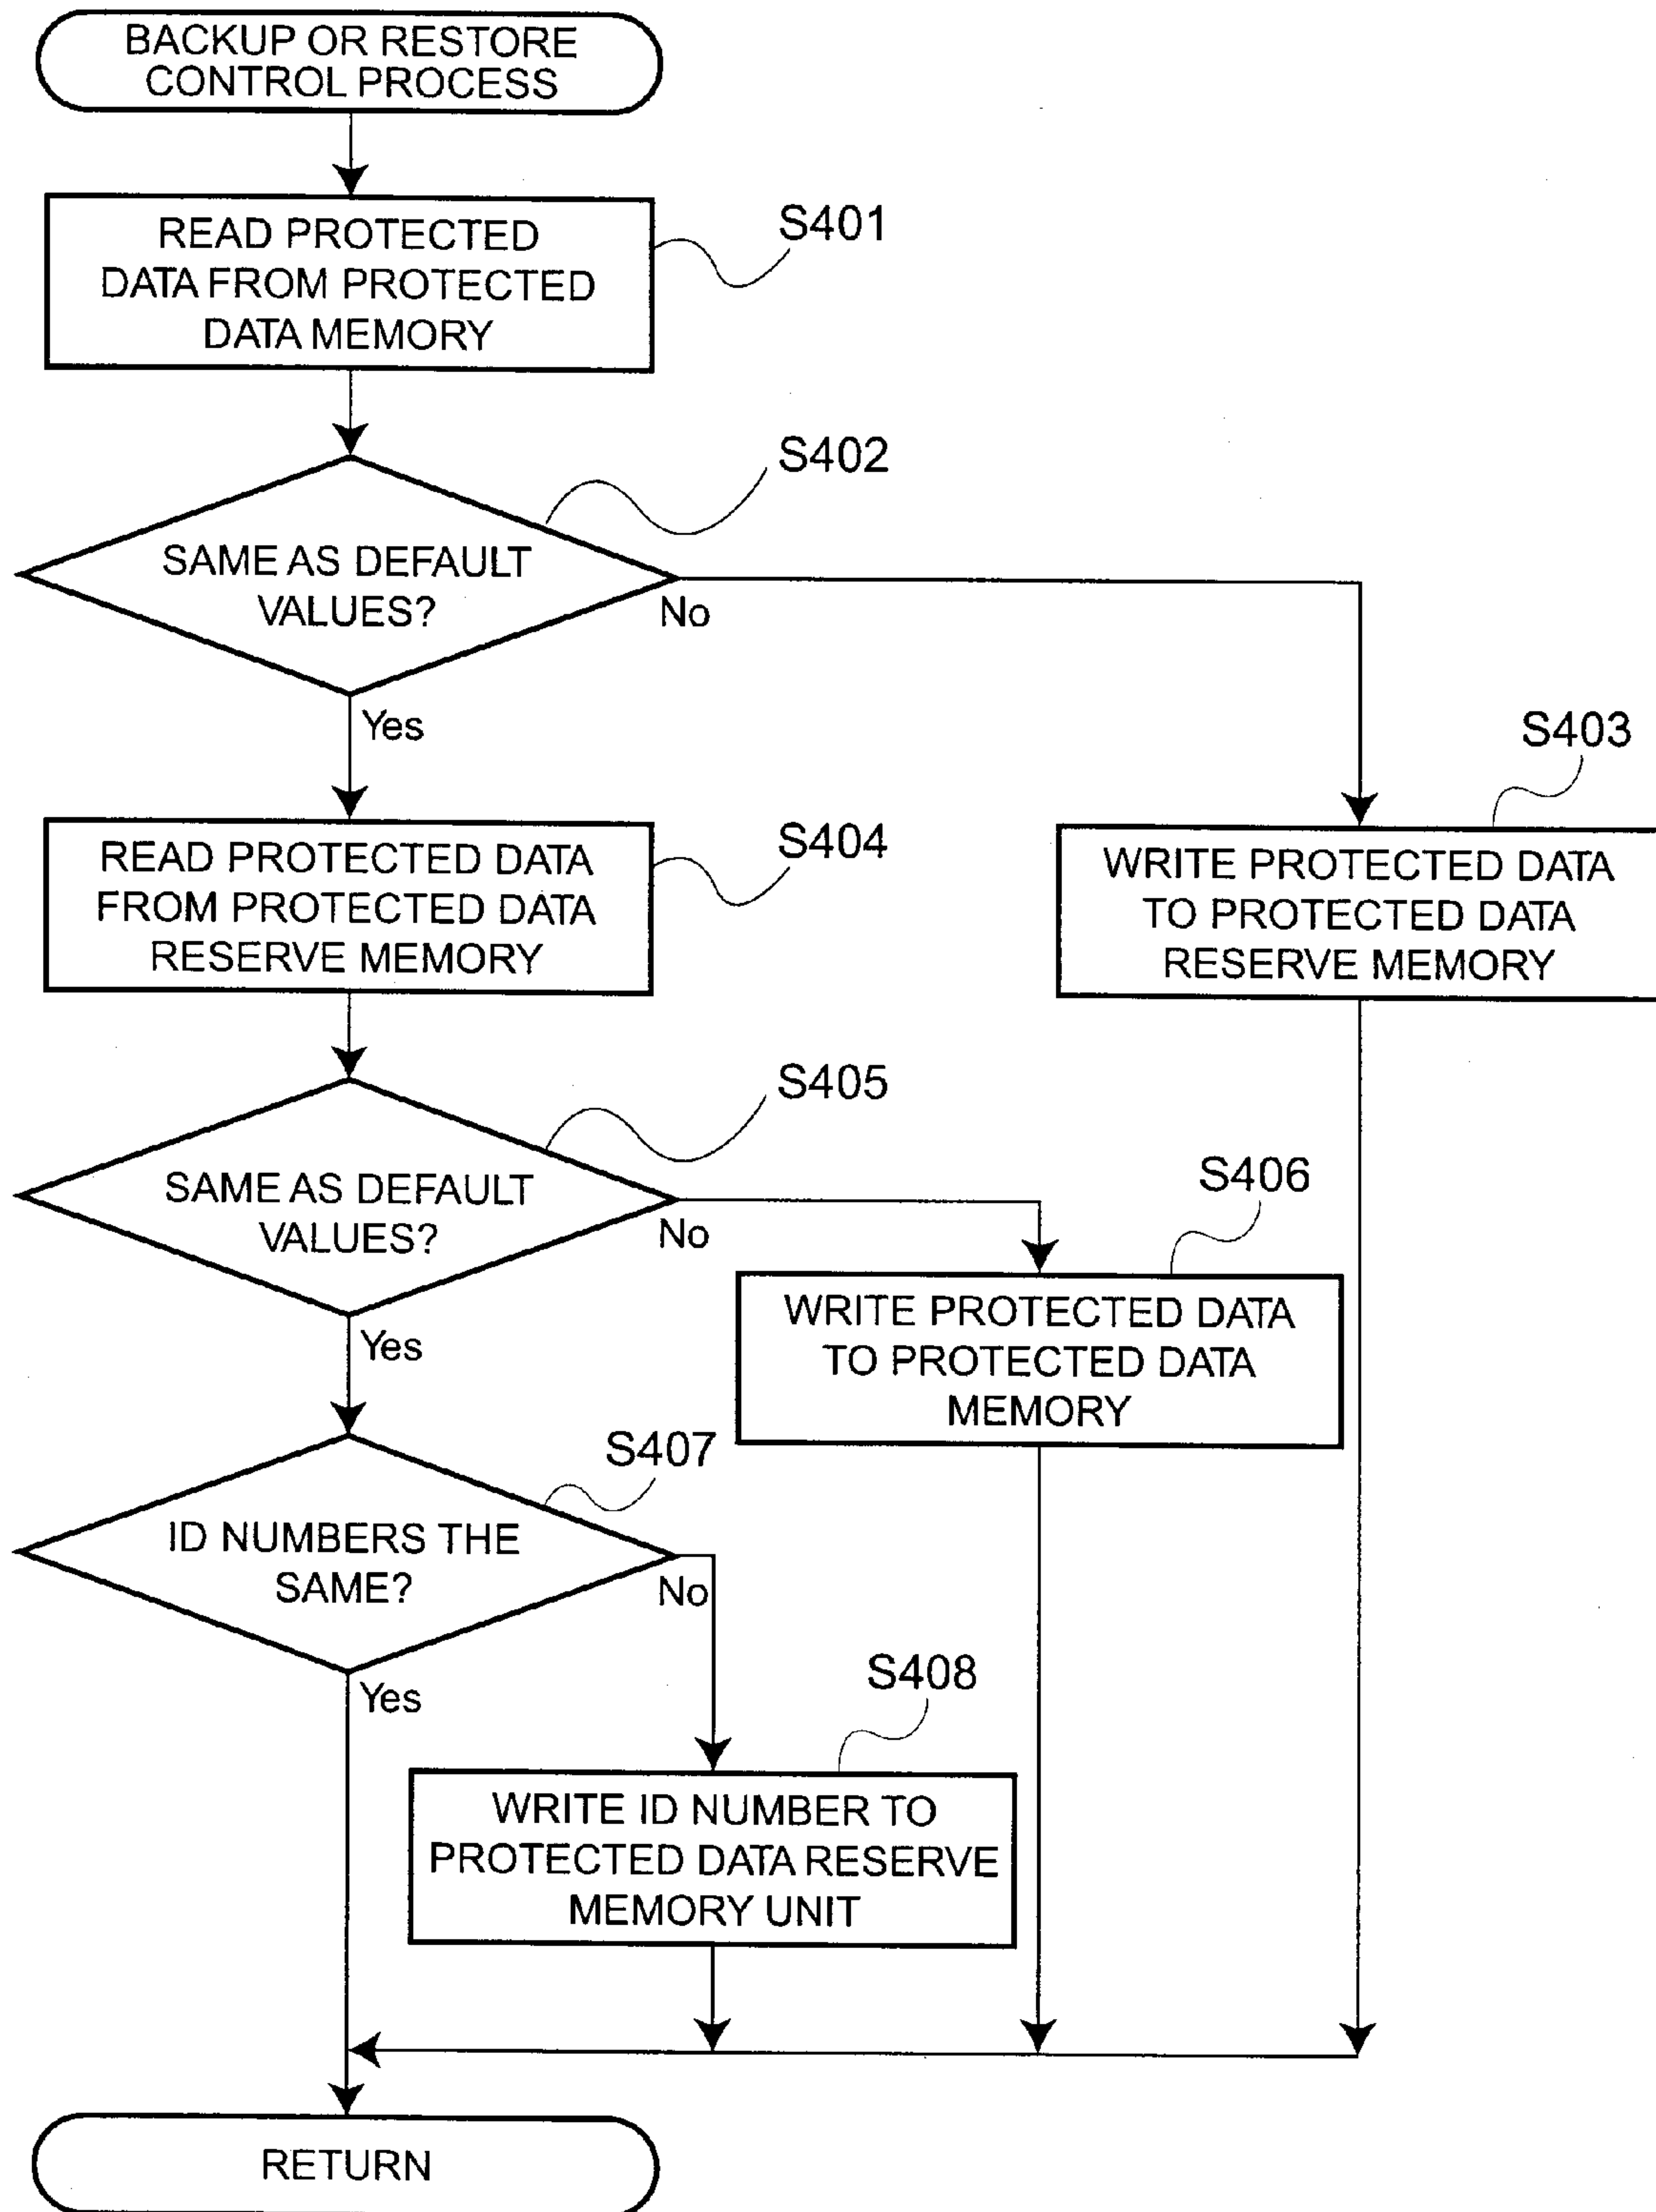 BACKUP OR RESTORE
CONTROL PROCESS
READ PROTECTED
DATA FROM PROTECTED
DATA MEMORY
S401
SAME AS DEFAULT
VALUES?
S402
No
Yes
S403
WRITE PROTECTED DATA
TO PROTECTED DATA
RESERVE MEMORY
READ PROTECTED DATA
FROM PROTECTED DATA
RESERVE MEMORY
S404
SAME AS DEFAULT
VALUES?
S405
No
Yes
S406
WRITE PROTECTED DATA
TO PROTECTED DATA
MEMORY
ID NUMBERS THE
SAME?
S407
No
Yes
S408
WRITE ID NUMBER TO
PROTECTED DATA RESERVE
MEMORY UNIT
RETURN